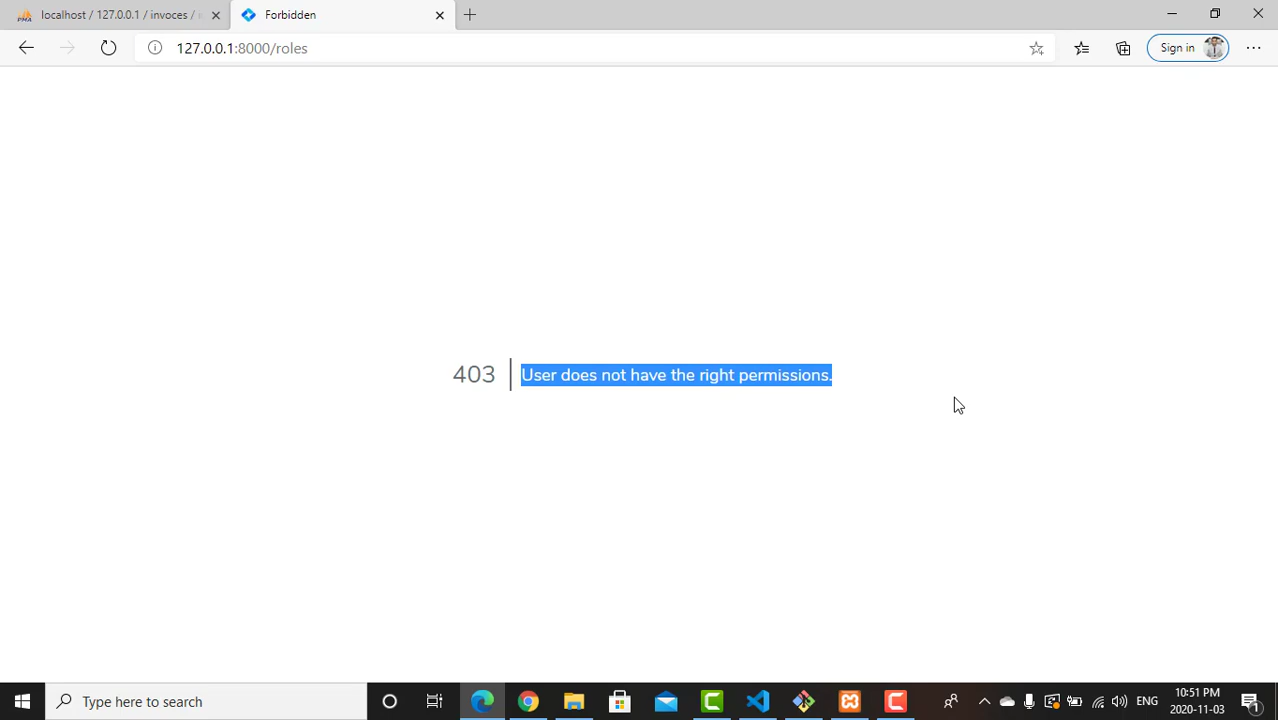 localhost / 127.0.0.1 / invoces /
Forbidden
127.0.0.1:8000/roles
Sign in
403
User does not have the right permissions.
Type here to search
ENG
10:51 PM
2020-11-03
1